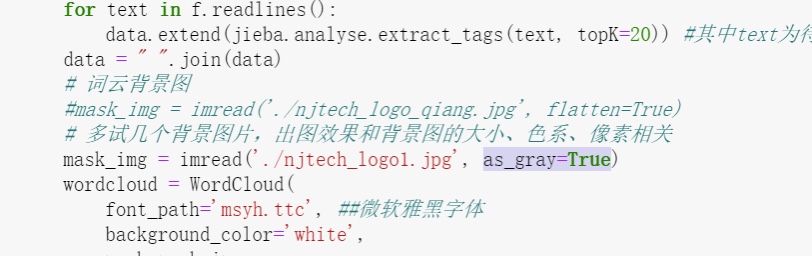 for text in f.readlines():
data.extend(jieba.analyse.extract_tags(text, topK=20)) #其中text为待
data = " ".join(data)
# 词云背景图
#mask_img = imread('./njtech_logo_qiang.jpg', flatten=True)
# 多试几个背景图片，出图效果和背景图的大小、色系、像素相关
mask_img = imread('./njtech_logo1.jpg', as_gray=True)
wordcloud = WordCloud(
font_path='msyh.ttc', ##微软雅黑字体
background_color='white',